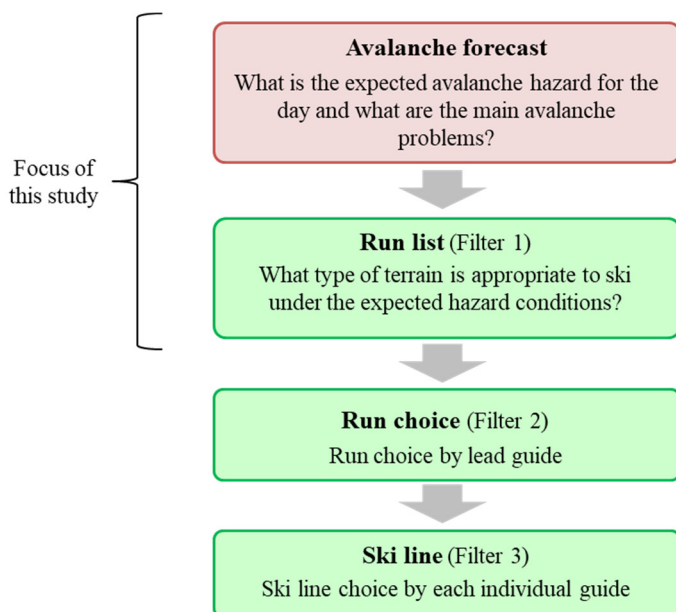 Avalanche forecast
What is the expected avalanche hazard for the
day and what are the main avalanche
problems?
Focus of
this study
Run list (Filter 1)
What type of terrain is appropriate to ski
under the expected hazard conditions?
Run choice (Filter 2)
Run choice by lead guide
Ski line (Filter 3)
Ski line choice by each individual guide